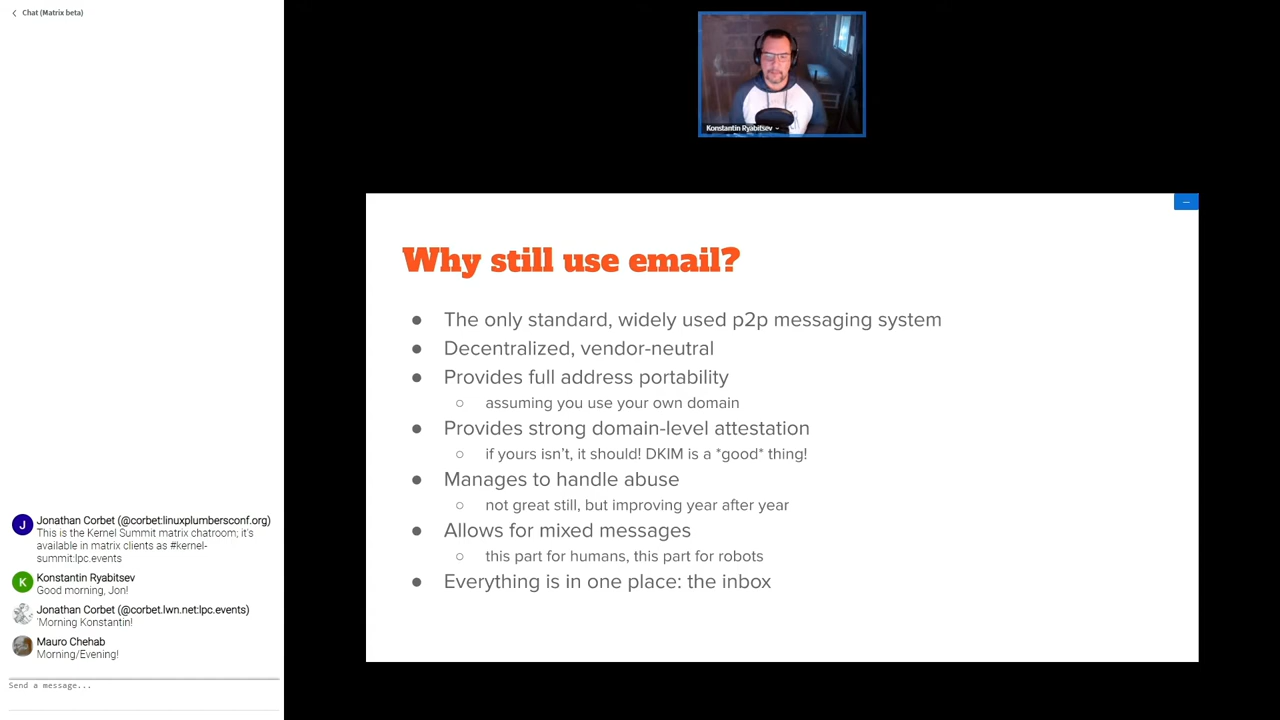 Chat (Matrix beta)
Jonathan Corbet (@corbet:linuxplumbersconf.org)
This is the Kernel Summit matrix chatroom; it's
available in matrix clients as #kernel-
summit:lpc.events
Konstantin Ryabitsev
Good morning, Jon!
Jonathan Corbet (@corbet.lwn.net:lpc.events)
'Morning Konstantin!
Mauro Chehab
Morning/Evening!
Send a message...
Konstantin Ryabitsev
Why still use email?
● The only standard, widely used p2p messaging system
● Decentralized, vendor-neutral
● Provides full address portability
○ assuming you use your own domain
● Provides strong domain-level attestation
○ if yours isn't, it should! DKIM is a *good* thing!
● Manages to handle abuse
○ not great still, but improving year after year
● Allows for mixed messages
○ this part for humans, this part for robots
● Everything is in one place: the inbox